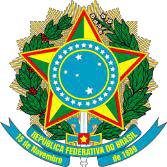 REPÚBLICA FEDERATIVA DO BRASIL
15 de Novembro
de 1889